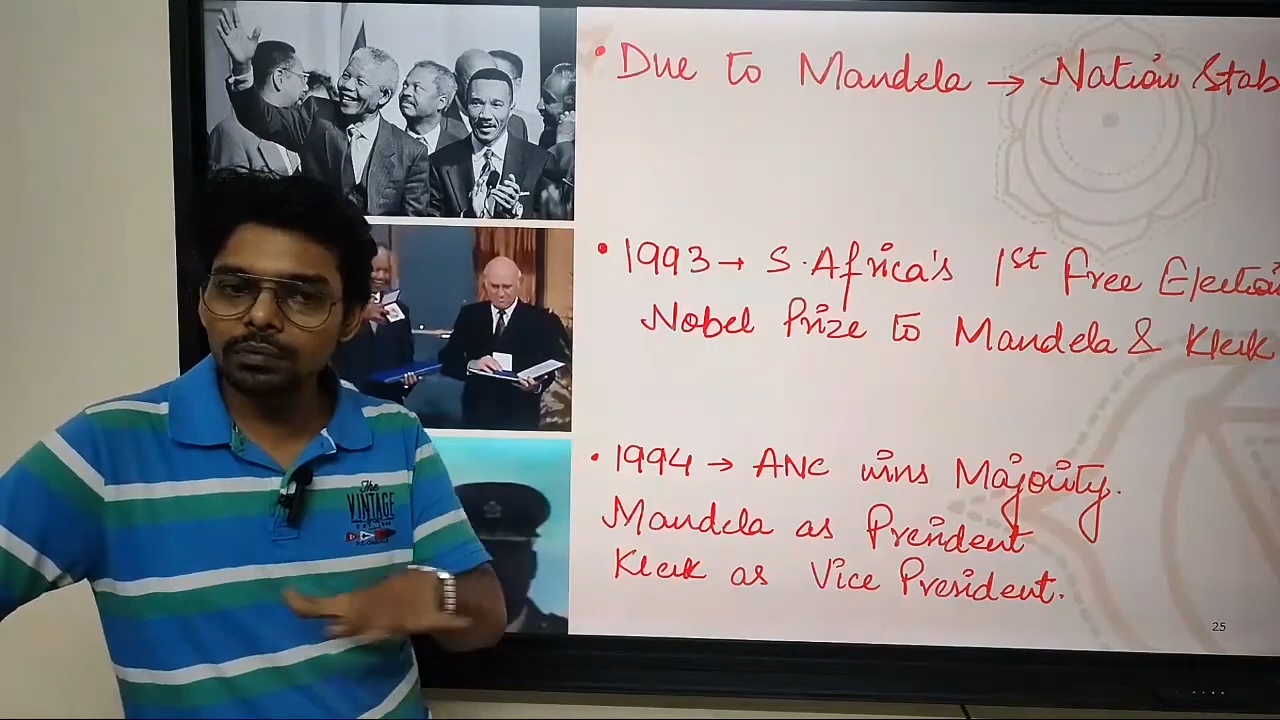 • Due to Mandela → Nation Stab
• 1993 → S. Africa's 1st Free Election
Nobel Prize to Mandela & Klerk
• 1994 → ANC wins Majority.
Mandela as President
Klerk as Vice President.
25
The
VINTAGE